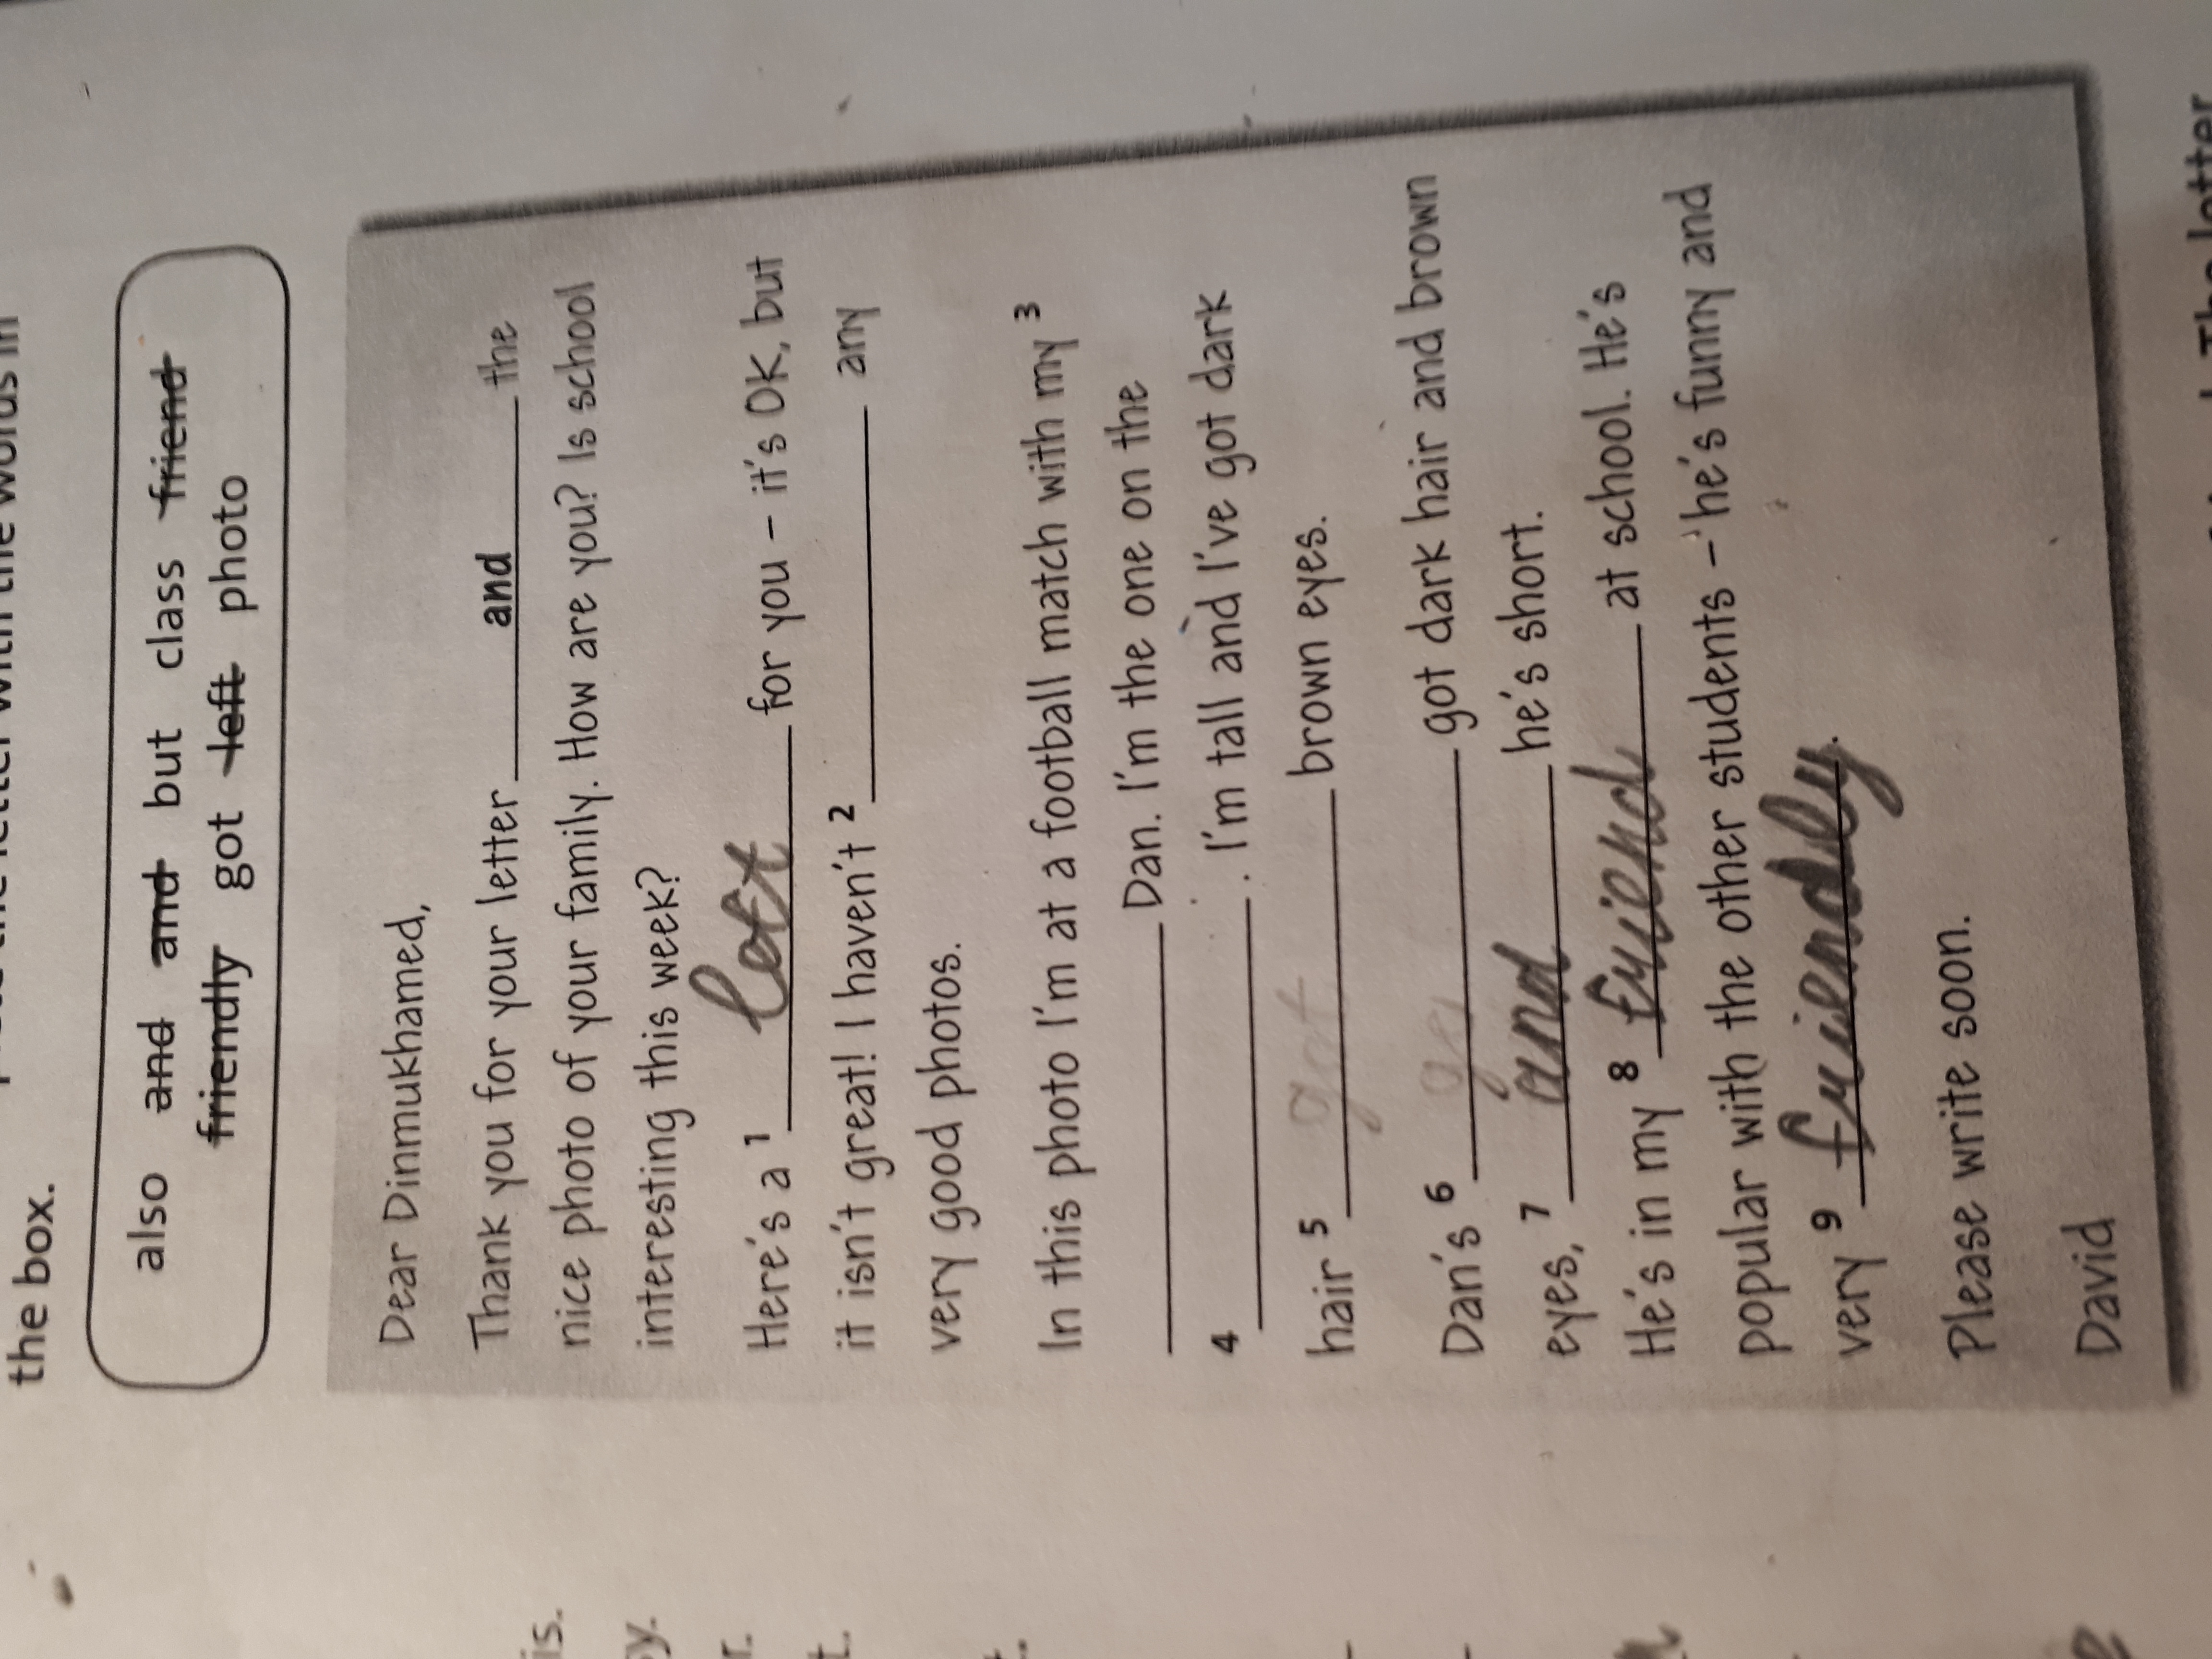 the box.
also and and but class friend
friendly got left photo
Dear Dinmukhamed,
Thank you for your letter and the
nice photo of your family. How are you? Is school
interesting this week?
Here's a 1 left for you – it's OK, but
it isn't great! I haven't 2 any
very good photos.
In this photo I'm at a football match with my 3
Dan. I'm the one on the
4 . I'm tall and I've got dark
hair 5 got brown eyes.
Dan's 6 got dark hair and brown
eyes, 7 and he's short.
He's in my 8 friend at school. He's
popular with the other students – he's funny and
very 9 friendly.
Please write soon.
David